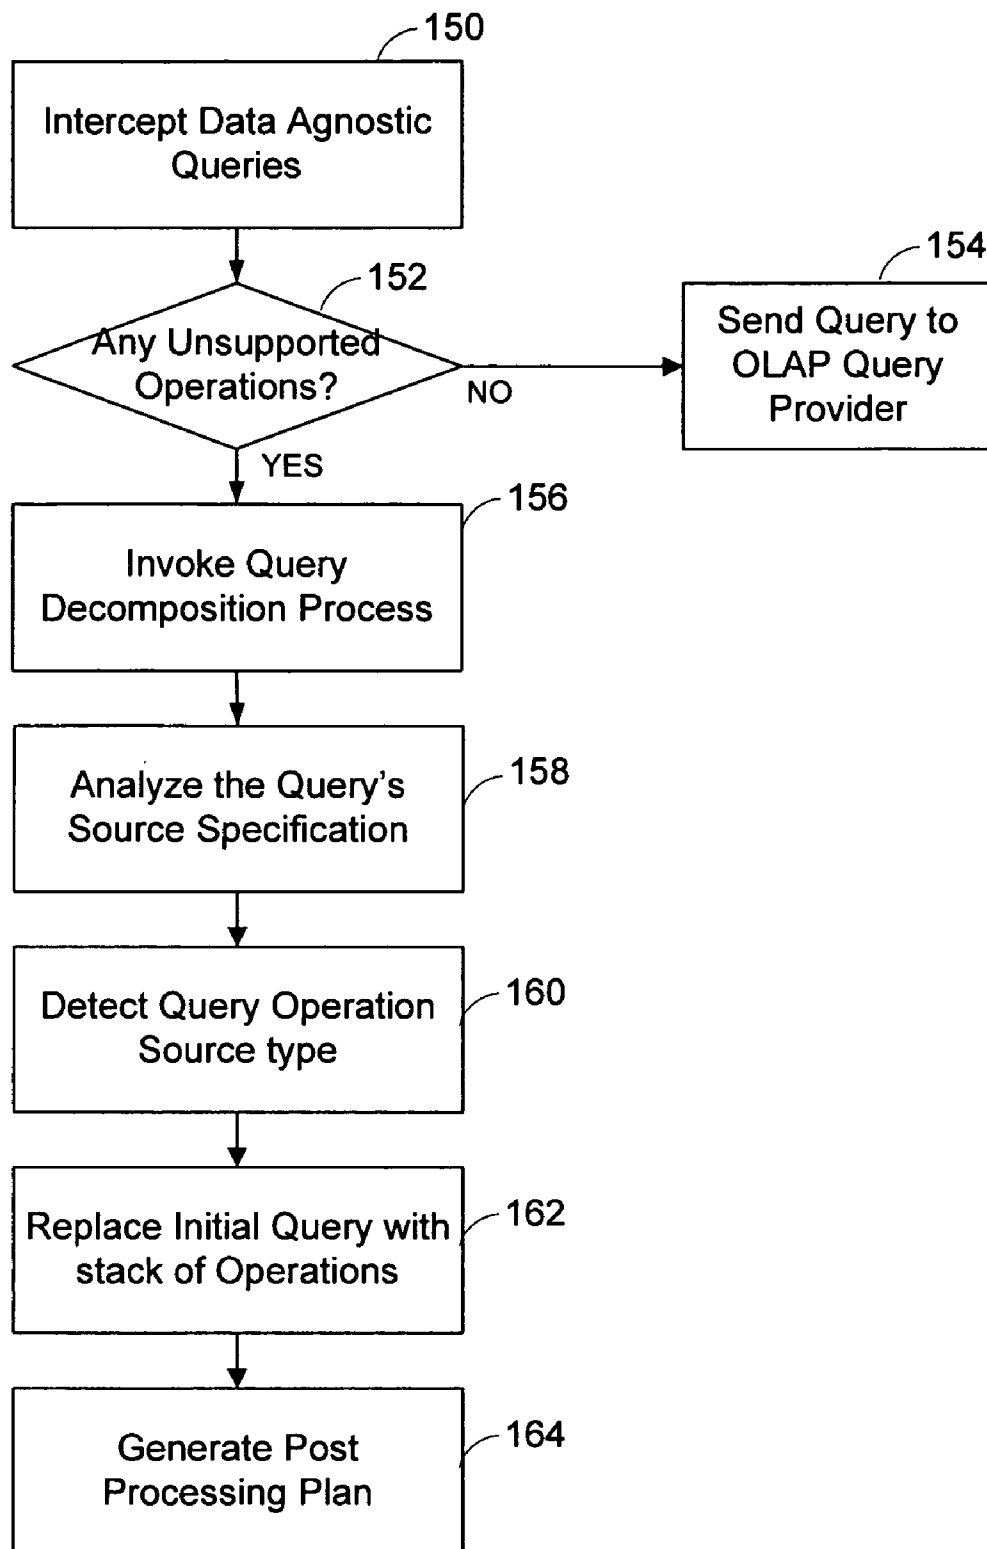 150
Intercept Data Agnostic
Queries
152
Any Unsupported
Operations?
NO
154
Send Query to
OLAP Query
Provider
YES
156
Invoke Query
Decomposition Process
158
Analyze the Query's
Source Specification
160
Detect Query Operation
Source type
162
Replace Initial Query with
stack of Operations
164
Generate Post
Processing Plan